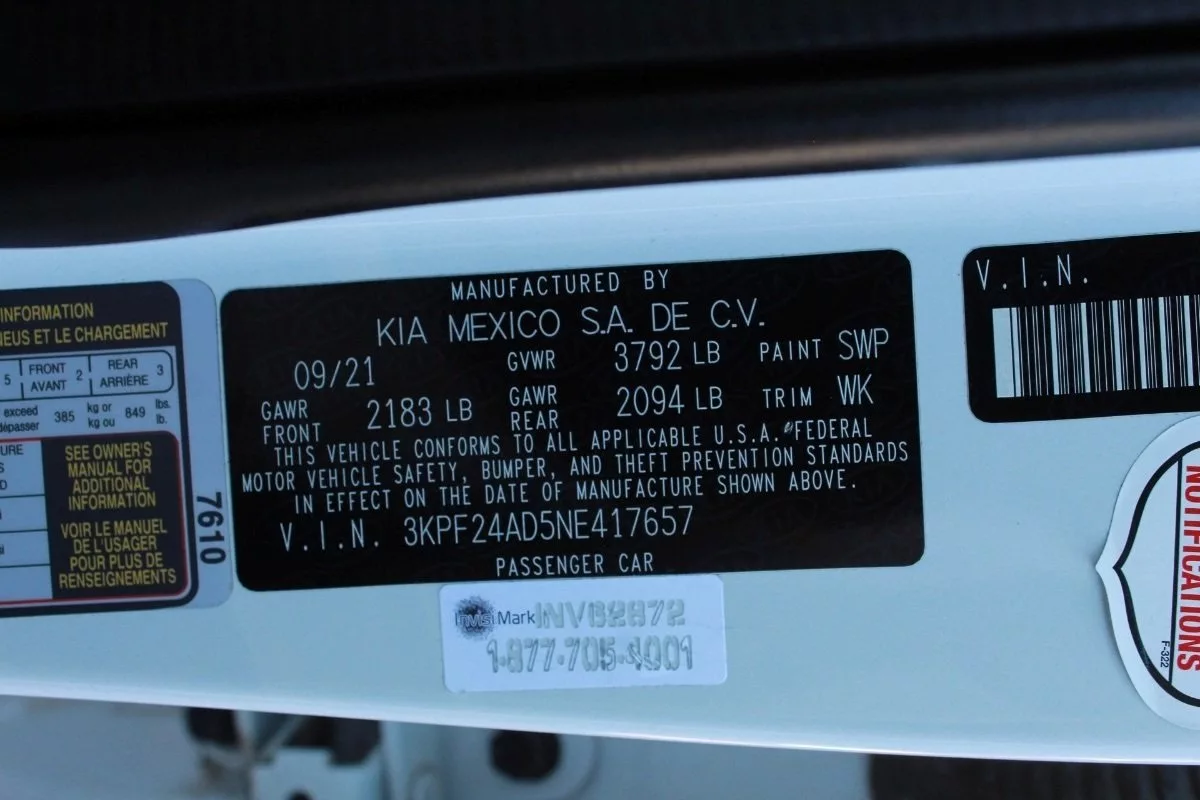 INFORMATION
NEUS ET LE CHARGEMENT
5 FRONT AVANT 2 REAR ARRIÈRE 3
exceed dépasser 385 kg or kg ou 849 lbs. lb.
SEE OWNER'S
MANUAL FOR
ADDITIONAL
INFORMATION
VOIR LE MANUEL
DE L'USAGER
POUR PLUS DE
RENSEIGNEMENTS
7610
MANUFACTURED BY
KIA MEXICO S.A. DE C.V.
09/21 GVWR 3792 LB PAINT SWP
GAWR FRONT 2183 LB GAWR REAR 2094 LB TRIM WK
THIS VEHICLE CONFORMS TO ALL APPLICABLE U.S.A. FEDERAL
MOTOR VEHICLE SAFETY, BUMPER, AND THEFT PREVENTION STANDARDS
IN EFFECT ON THE DATE OF MANUFACTURE SHOWN ABOVE.
V.I.N. 3KPF24AD5NE417657
PASSENGER CAR
InvisiMark
1-877-705-4001
V.I.N.
NOTIFICATIONS
F-322